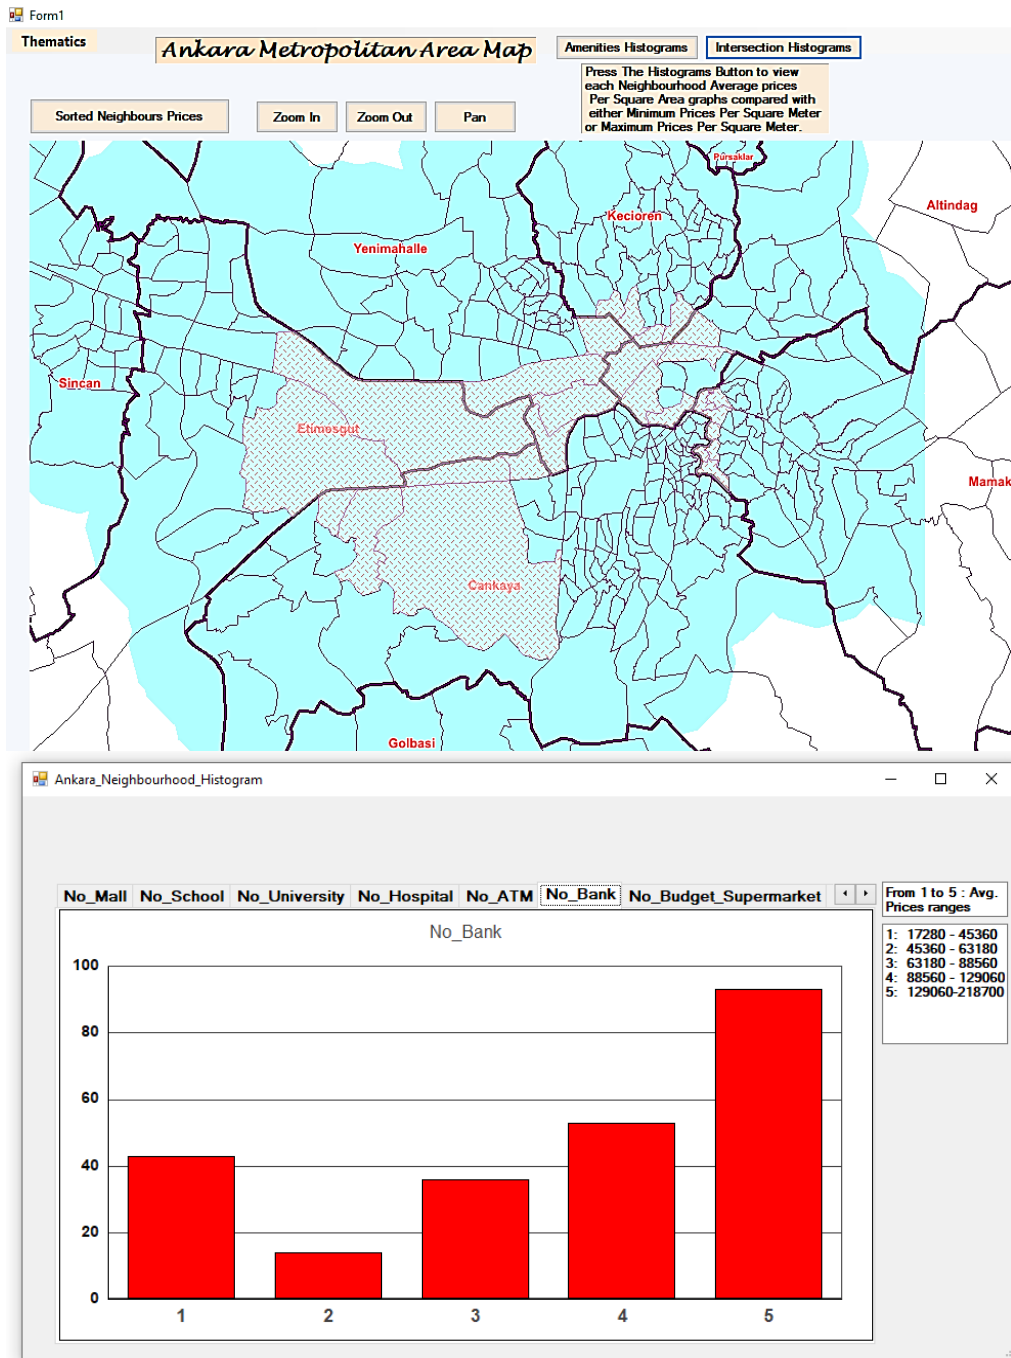 Form1
Thematics
Ankara Metropolitan Area Map
Amenities Histograms
Intersection Histograms
Press The Histograms Button to view
each Neighbourhood Average prices
Per Square Area graphs compared with
either Minimum Prices Per Square Meter
or Maximum Prices Per Square Meter.
Sorted Neighbours Prices
Zoom In
Zoom Out
Pan
Pursaklar
Altindag
Kecioren
Yenimahalle
Sincan
Etimosgut
Mamak
Cankaya
Golbasi
Ankara_Neighbourhood_Histogram
No_Mall
No_School
No_University
No_Hospital
No_ATM
No_Bank
No_Budget_Supermarket
From 1 to 5 : Avg.
Prices ranges
1: 17280 - 45360
2: 45360 - 63180
3: 63180 - 88560
4: 88560 - 129060
5: 129060-218700
No_Bank
100
80
60
40
20
0
1
2
3
4
5